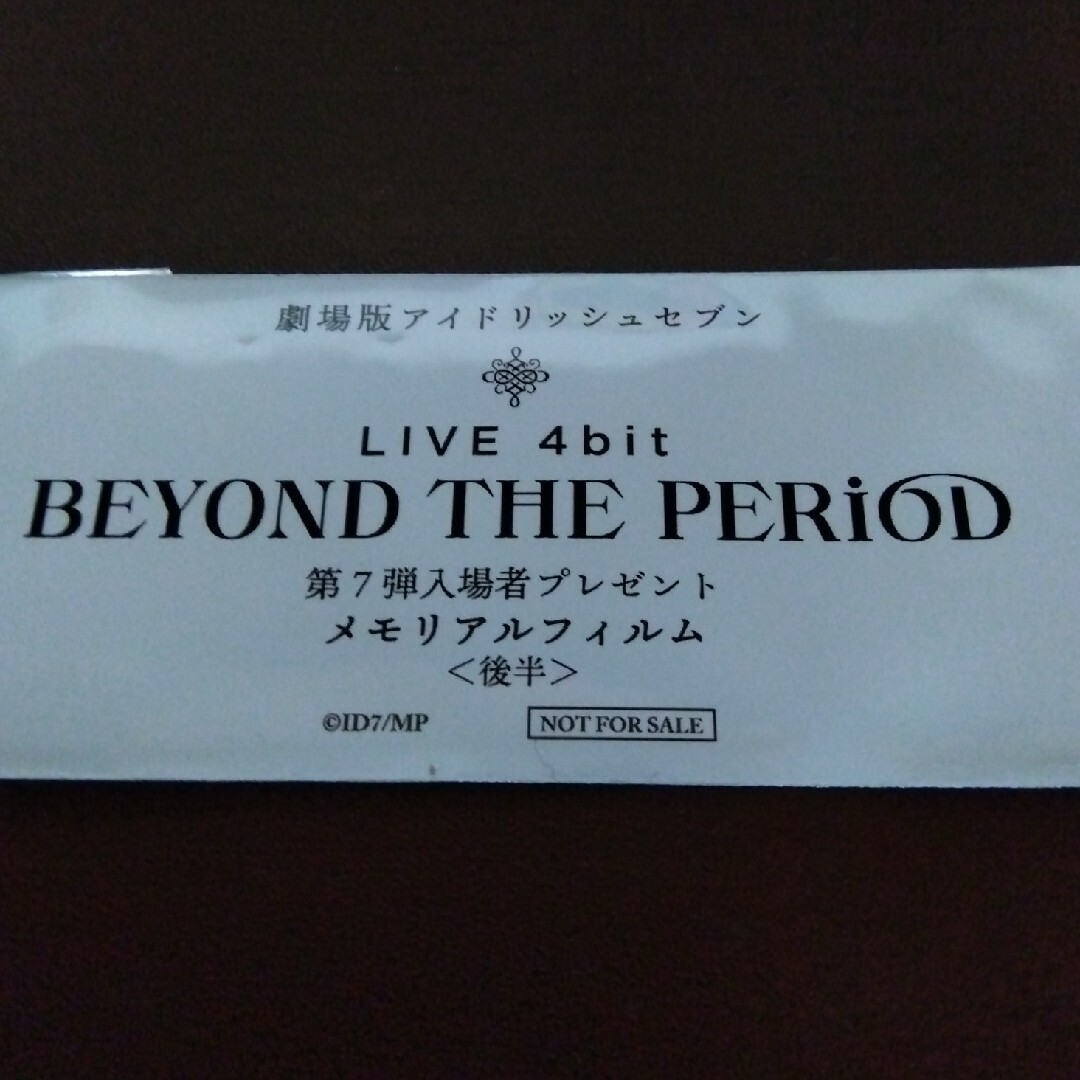 劇場版アイドリッシュセブン
LIVE 4bit
BEYOND THE PERiOD
第7弾入場者プレゼント
メモリアルフィルム
＜後半＞
©ID7/MP NOT FOR SALE